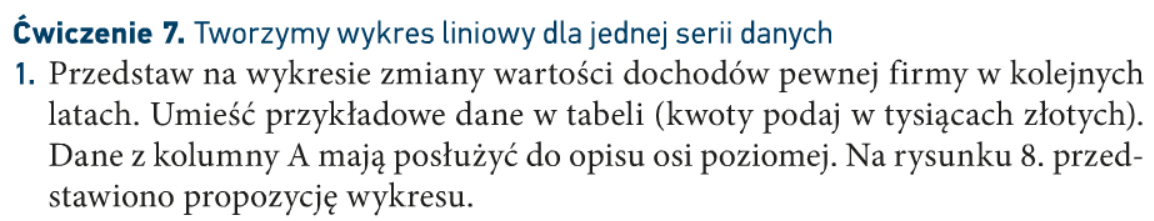 Ćwiczenie 7. Tworzymy wykres liniowy dla jednej serii danych
1. Przedstaw na wykresie zmiany wartości dochodów pewnej firmy w kolejnych
latach. Umieść przykładowe dane w tabeli (kwoty podaj w tysiącach złotych).
Dane z kolumny A mają posłużyć do opisu osi poziomej. Na rysunku 8. przed-
stawiono propozycję wykresu.